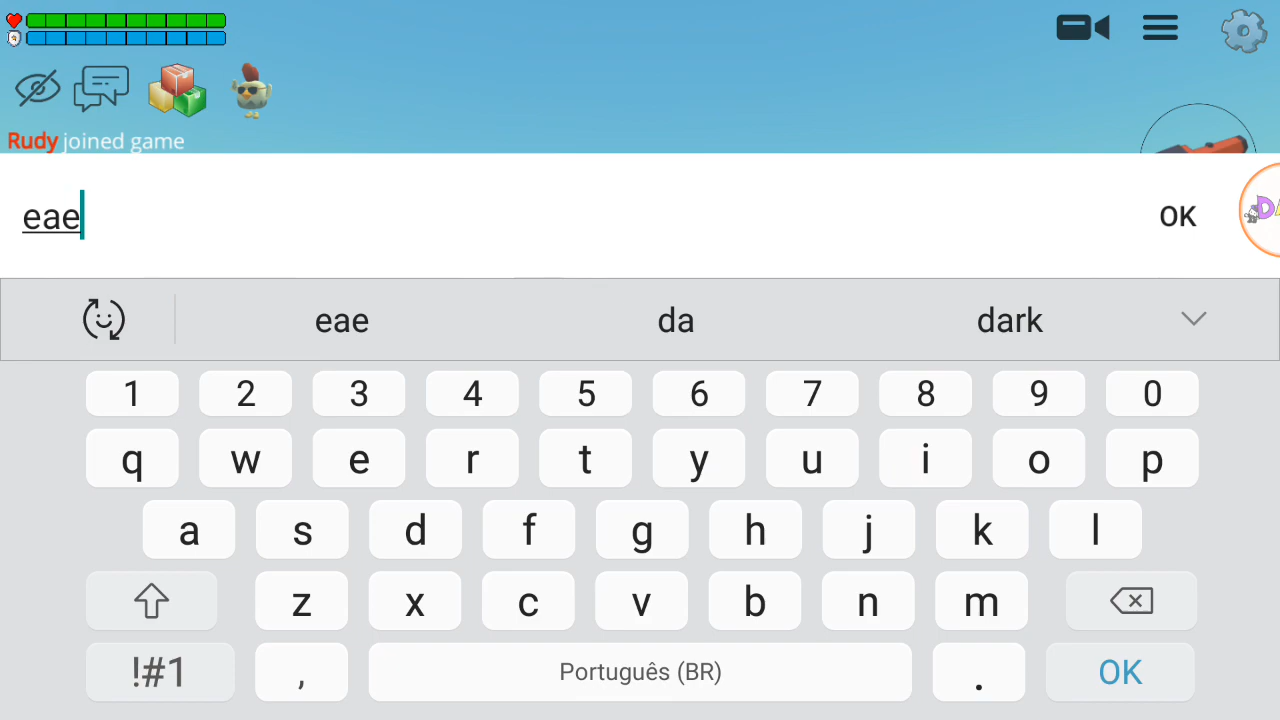 Rudy joined game
eae
OK
eae da dark
1 2 3 4 5 6 7 8 9 0
q w e r t y u i o p
a s d f g h j k l
z x c v b n m
!#1 , Português (BR) . OK